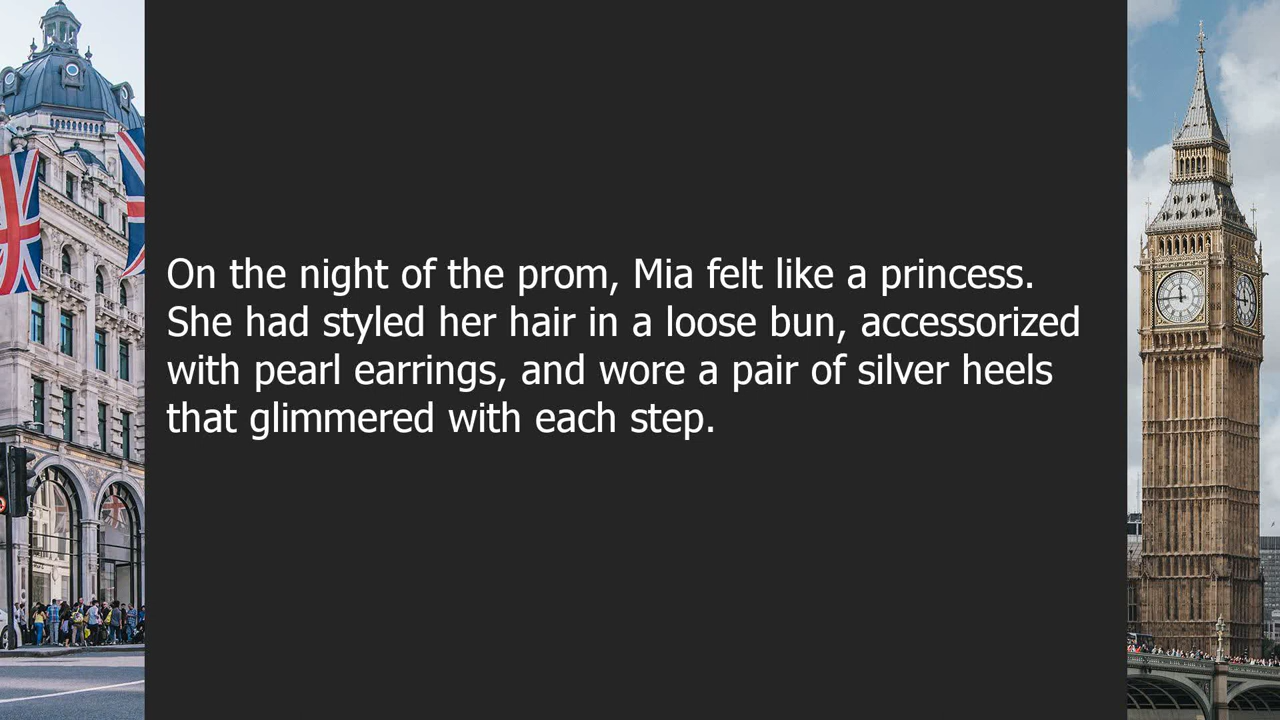 On the night of the prom, Mia felt like a princess.
She had styled her hair in a loose bun, accessorized
with pearl earrings, and wore a pair of silver heels
that glimmered with each step.